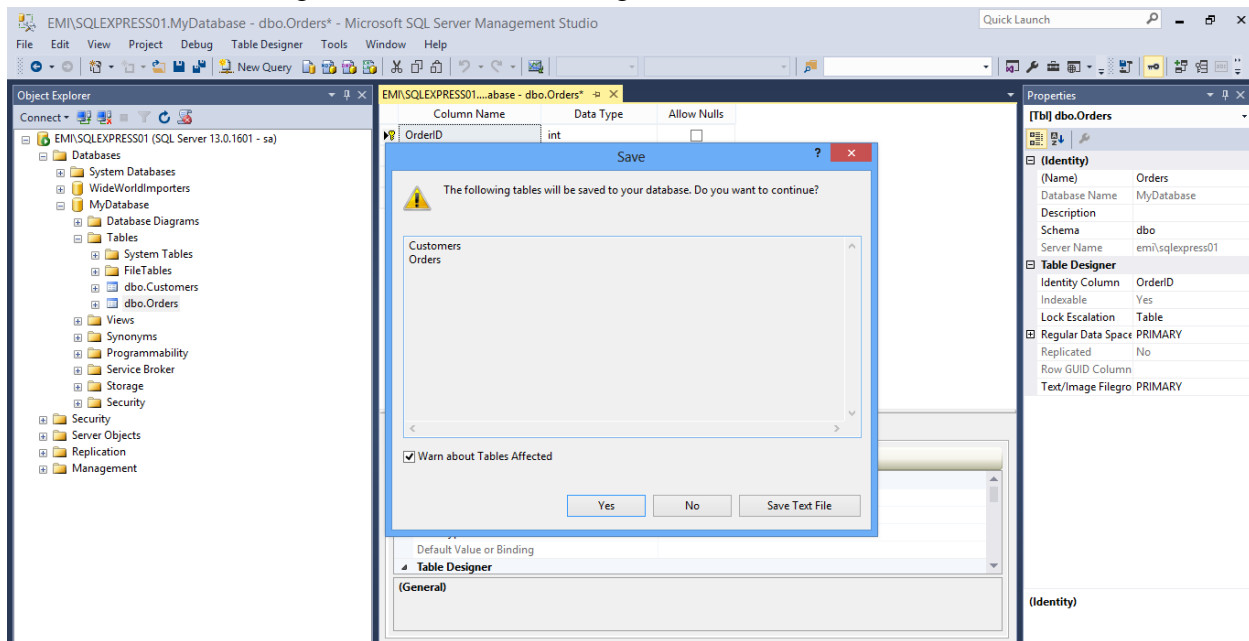 EMI\SQLEXPRESS01.MyDatabase - dbo.Orders* - Microsoft SQL Server Management Studio
Quick Launch
File Edit View Project Debug Table Designer Tools Window Help
New Query
Object Explorer
Connect
EMI\SQLEXPRESS01 (SQL Server 13.0.1601 - sa)
Databases
System Databases
WideWorldImporters
MyDatabase
Database Diagrams
Tables
System Tables
FileTables
dbo.Customers
dbo.Orders
Views
Synonyms
Programmability
Service Broker
Storage
Security
Security
Server Objects
Replication
Management
EMI\SQLEXPRESS01....abase - dbo.Orders*
Column Name Data Type Allow Nulls
OrderID int
Save
?
The following tables will be saved to your database. Do you want to continue?
Customers
Orders
Warn about Tables Affected
Yes No Save Text File
Default Value or Binding
Table Designer
(General)
Properties
[Tbl] dbo.Orders
(Identity)
(Name) Orders
Database Name MyDatabase
Description
Schema dbo
Server Name emi\sqlexpress01
Table Designer
Identity Column OrderID
Indexable Yes
Lock Escalation Table
Regular Data Space PRIMARY
Replicated No
Row GUID Column
Text/Image Filegro PRIMARY
(Identity)